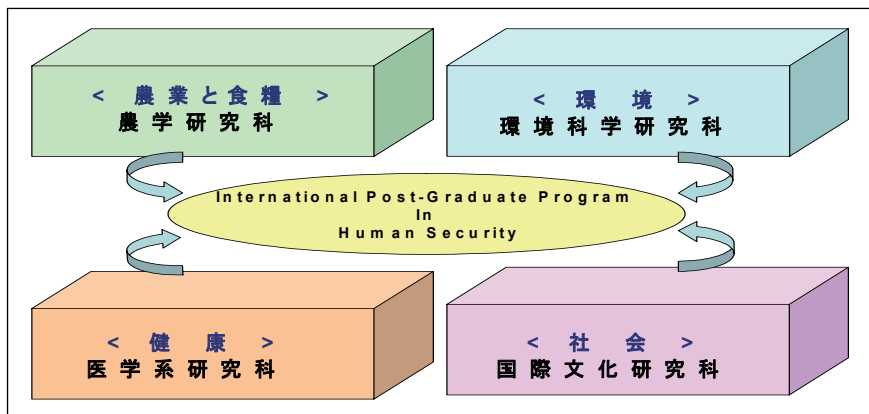 < 農業と食糧 >
農学研究科
< 環境 >
環境科学研究科
International Post-Graduate Program
In
Human Security
< 健康 >
医学系研究科
< 社会 >
国際文化研究科